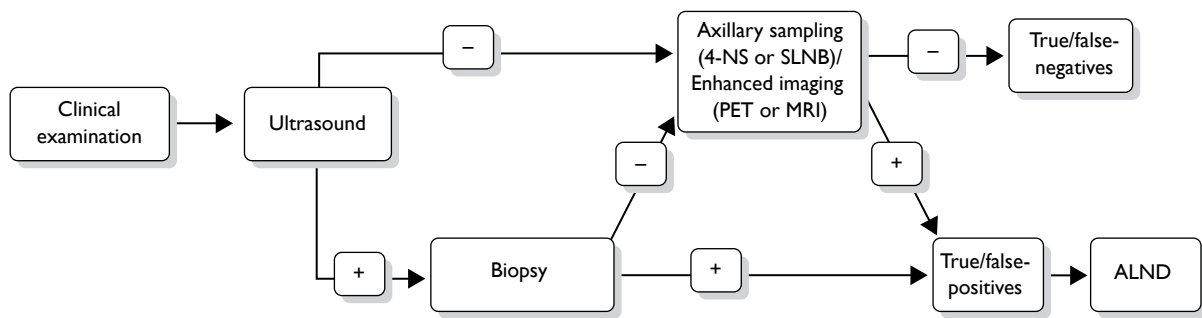 Clinical
examination
Ultrasound
–
+
Biopsy
–
+
Axillary sampling
(4-NS or SLNB)/
Enhanced imaging
(PET or MRI)
–
+
True/false-
negatives
True/false-
positives
ALND